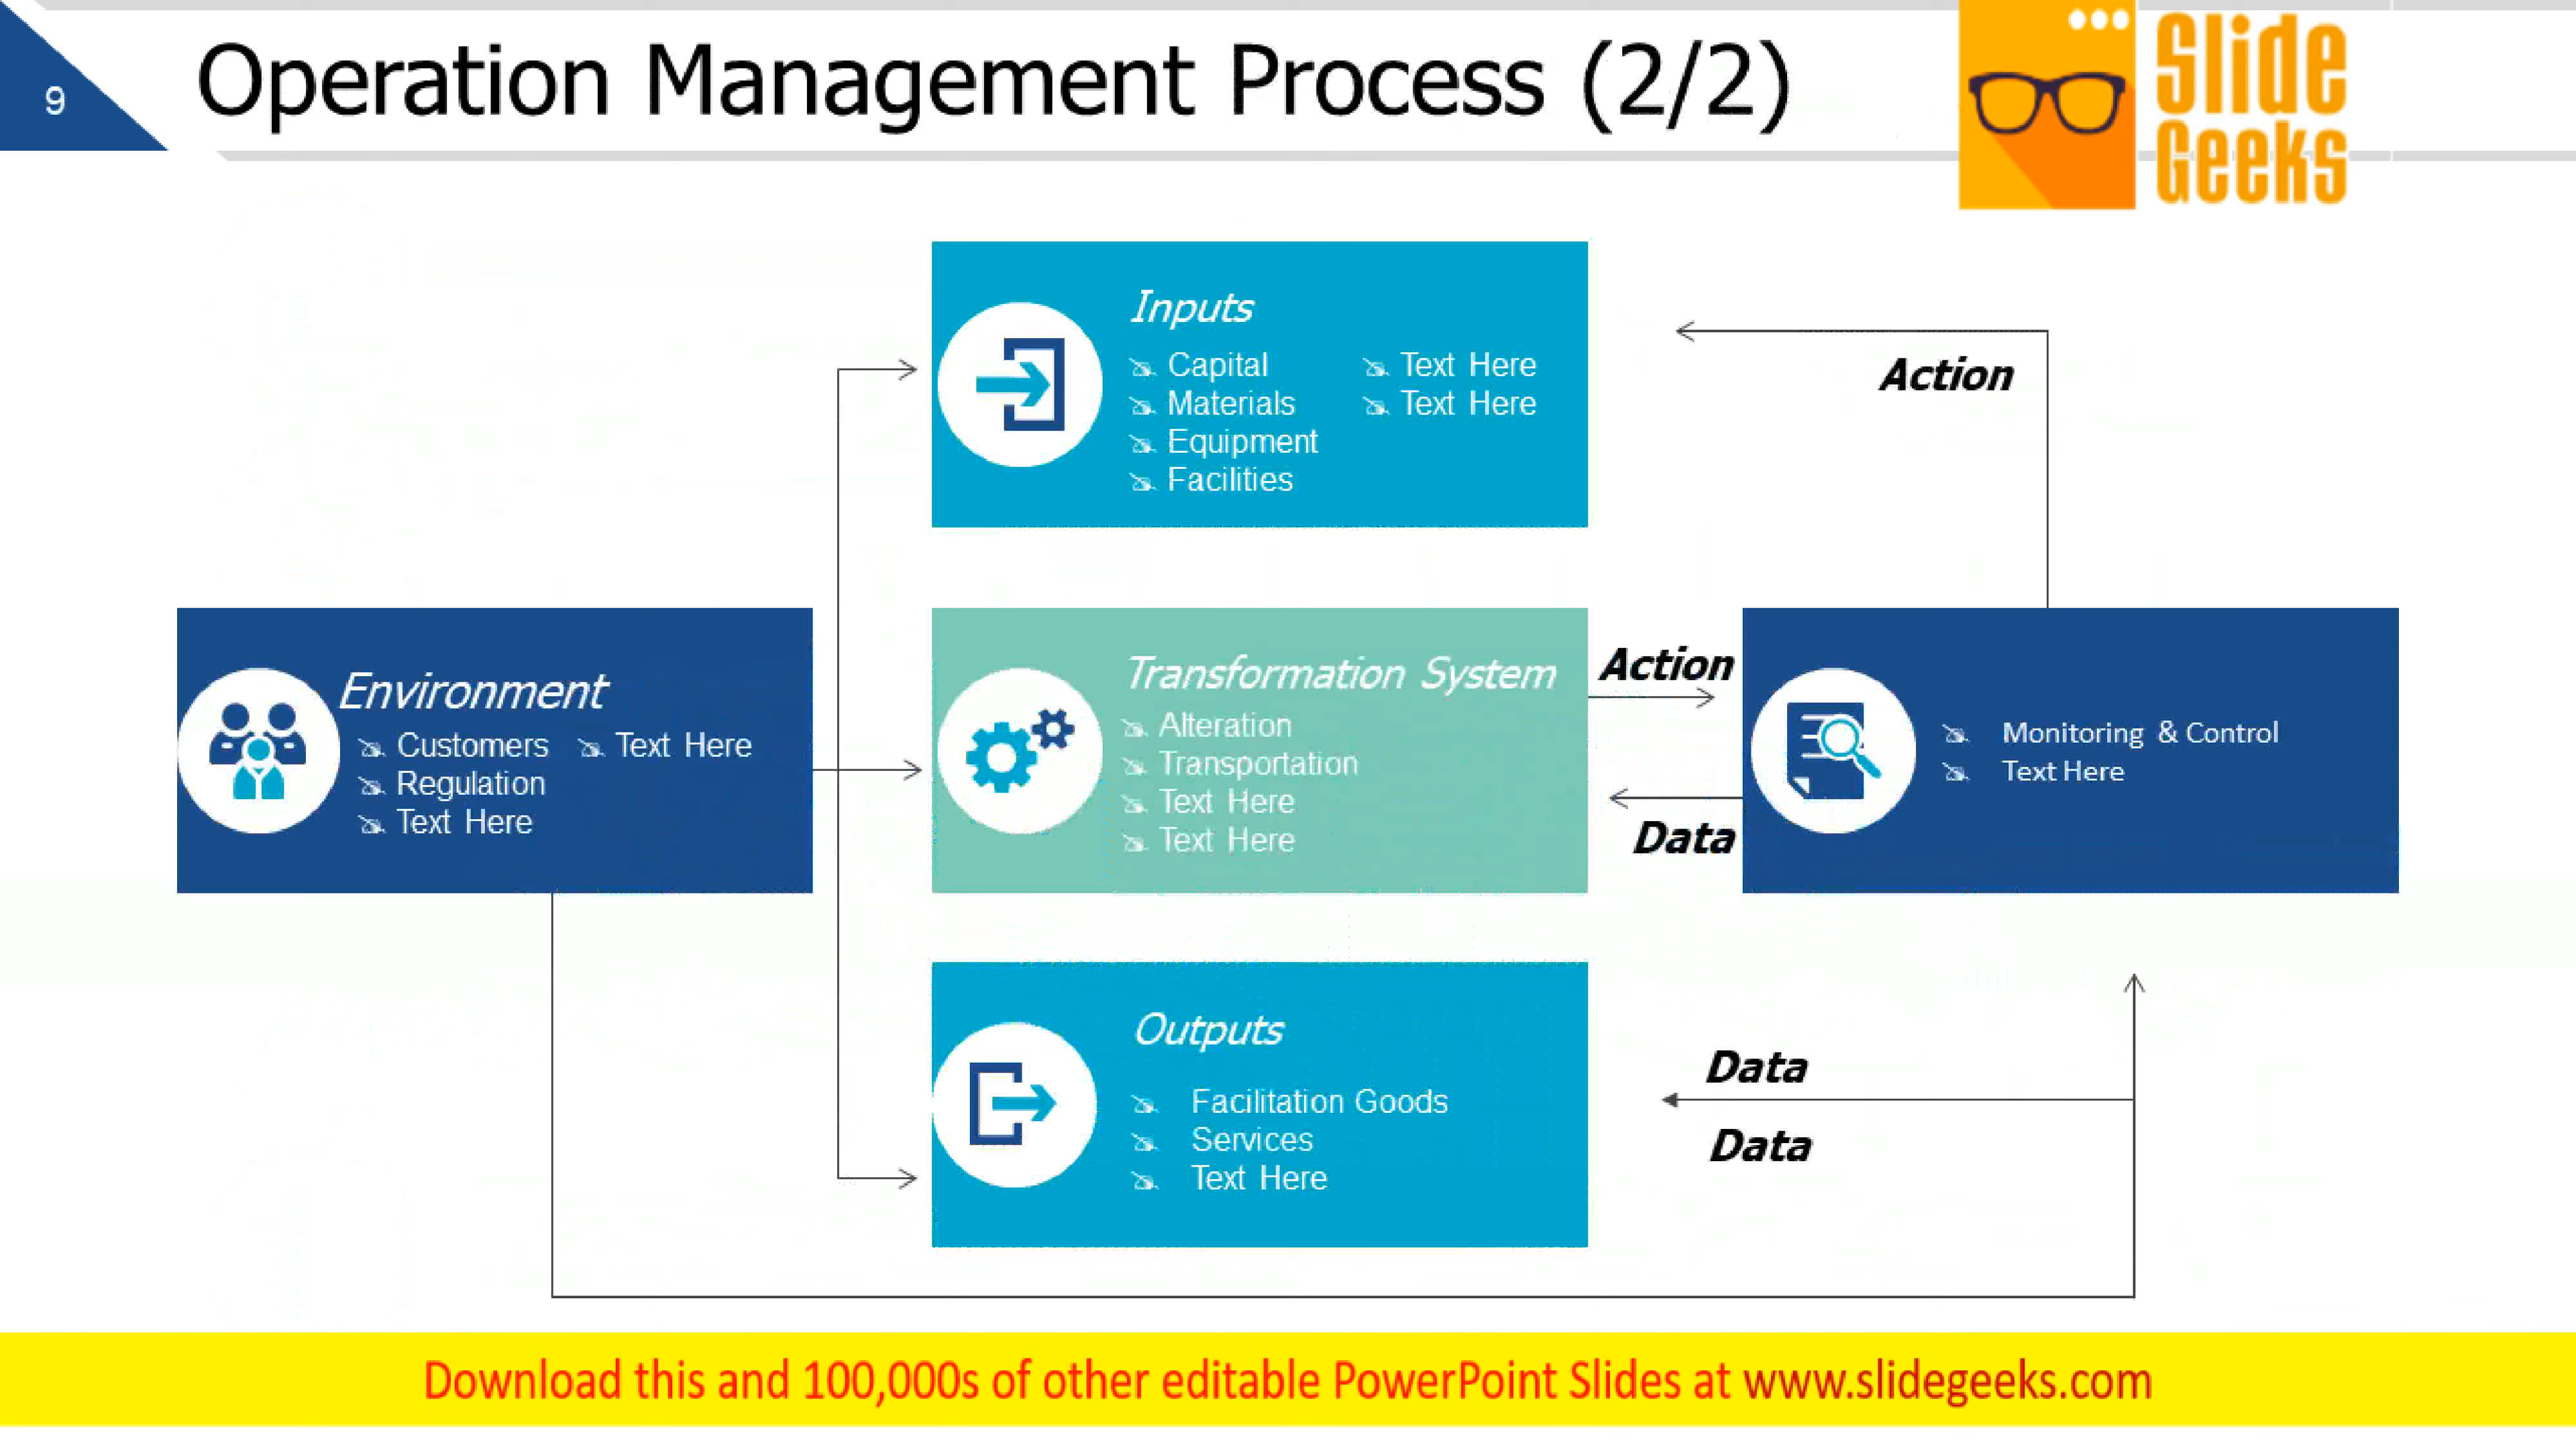 9
Operation Management Process (2/2)
Slide
Geeks
Inputs
Capital
Materials
Equipment
Facilities
Text Here
Text Here
Action
Environment
Customers
Regulation
Text Here
Text Here
Transformation System
Alteration
Transportation
Text Here
Text Here
Action
Data
Monitoring & Control
Text Here
Outputs
Facilitation Goods
Services
Text Here
Data
Data
Download this and 100,000s of other editable PowerPoint Slides at www.slidegeeks.com